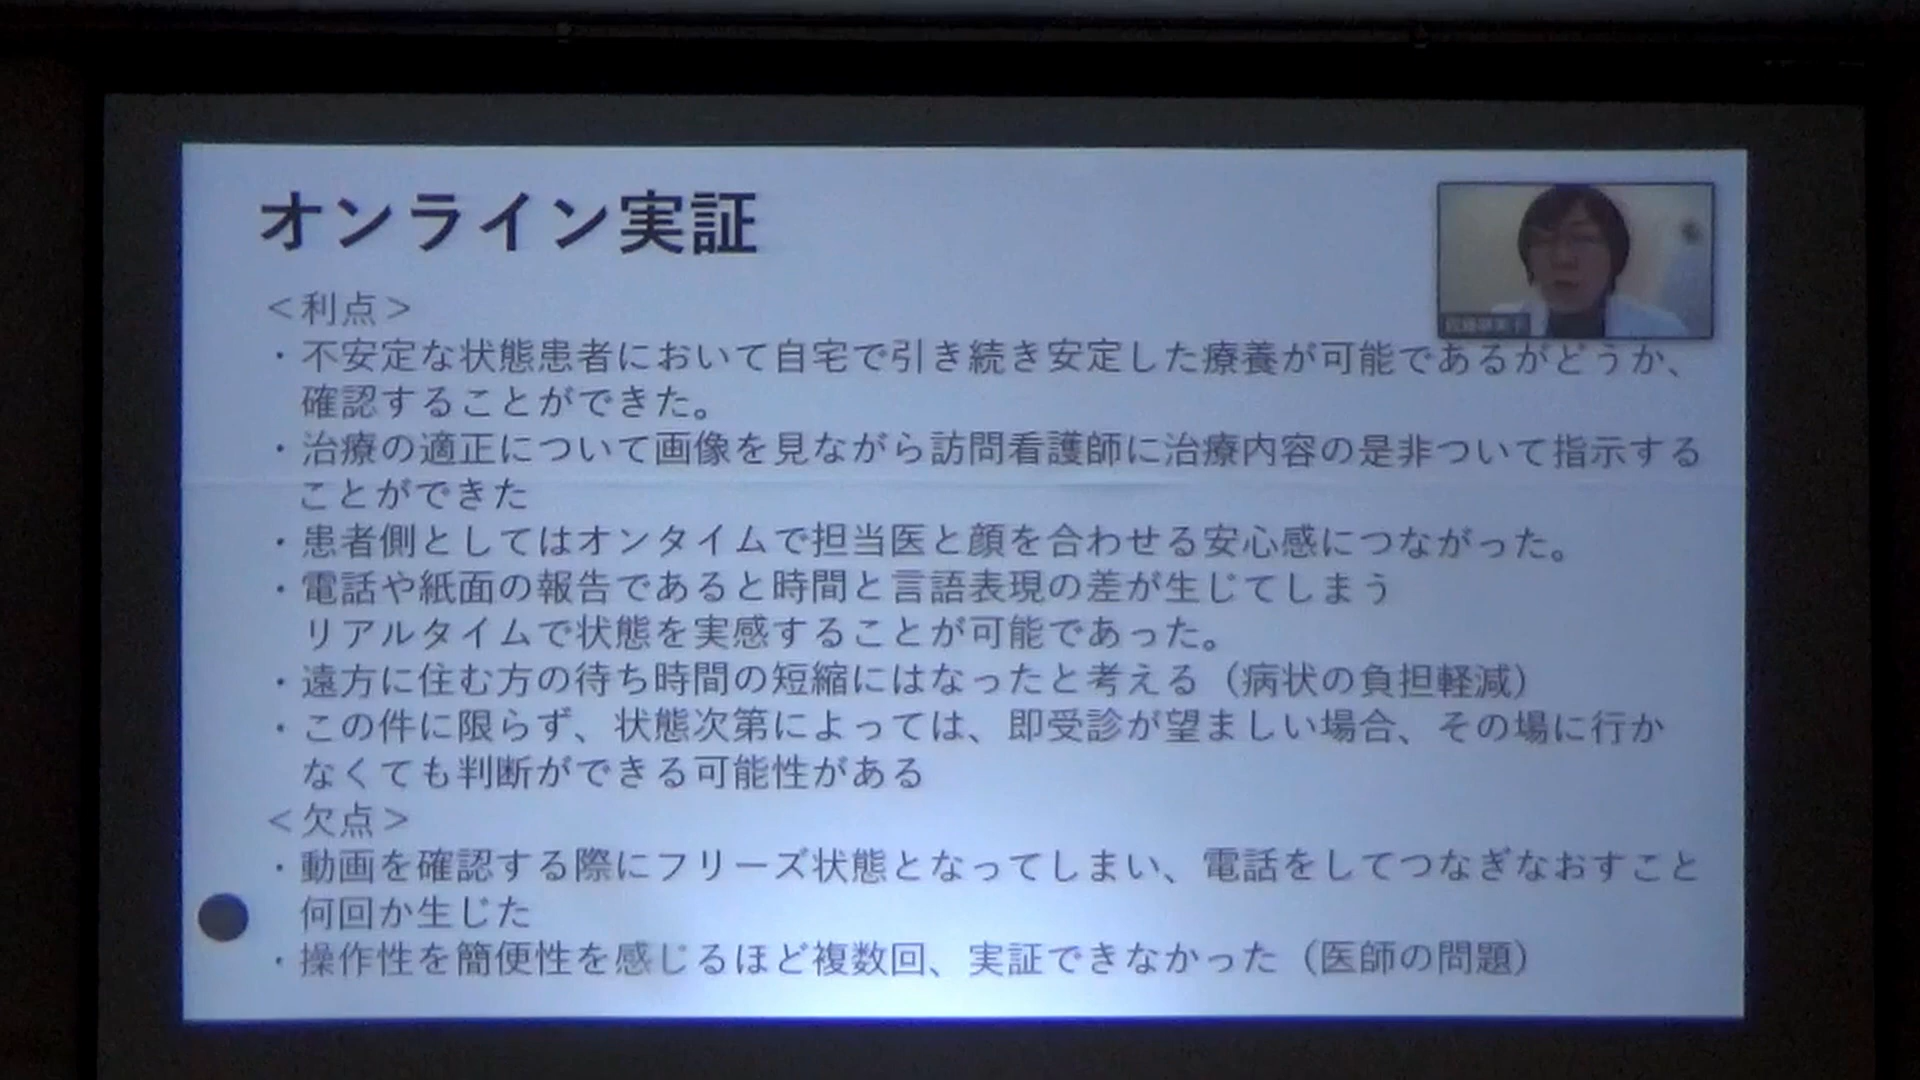 オンライン実証
＜利点＞
・不安定な状態患者において自宅で引き続き安定した療養が可能であるがどうか、
確認することができた。
・治療の適正について画像を見ながら訪問看護師に治療内容の是非ついて指示する
ことができた
・患者側としてはオンタイムで担当医と顔を合わせる安心感につながった。
・電話や紙面の報告であると時間と言語表現の差が生じてしまう
リアルタイムで状態を実感することが可能であった。
・遠方に住む方の待ち時間の短縮にはなったと考える（病状の負担軽減）
・この件に限らず、状態次第によっては、即受診が望ましい場合、その場に行か
なくても判断ができる可能性がある
＜欠点＞
・動画を確認する際にフリーズ状態となってしまい、電話をしてつなぎなおすこと
何回か生じた
・操作性を簡便性を感じるほど複数回、実証できなかった（医師の問題）